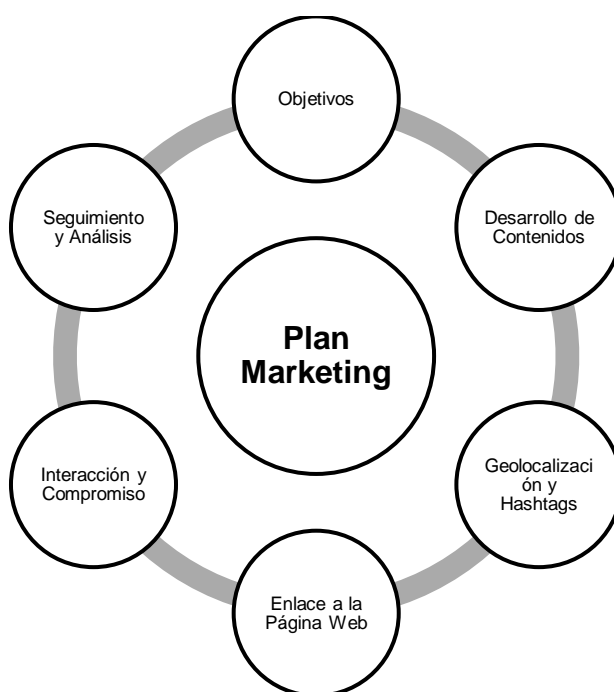 Objetivos
Desarrollo de
Contenidos
Geolocalizaci
ón y
Hashtags
Enlace a la
Página Web
Interacción y
Compromiso
Seguimiento
y Análisis
Plan
Marketing